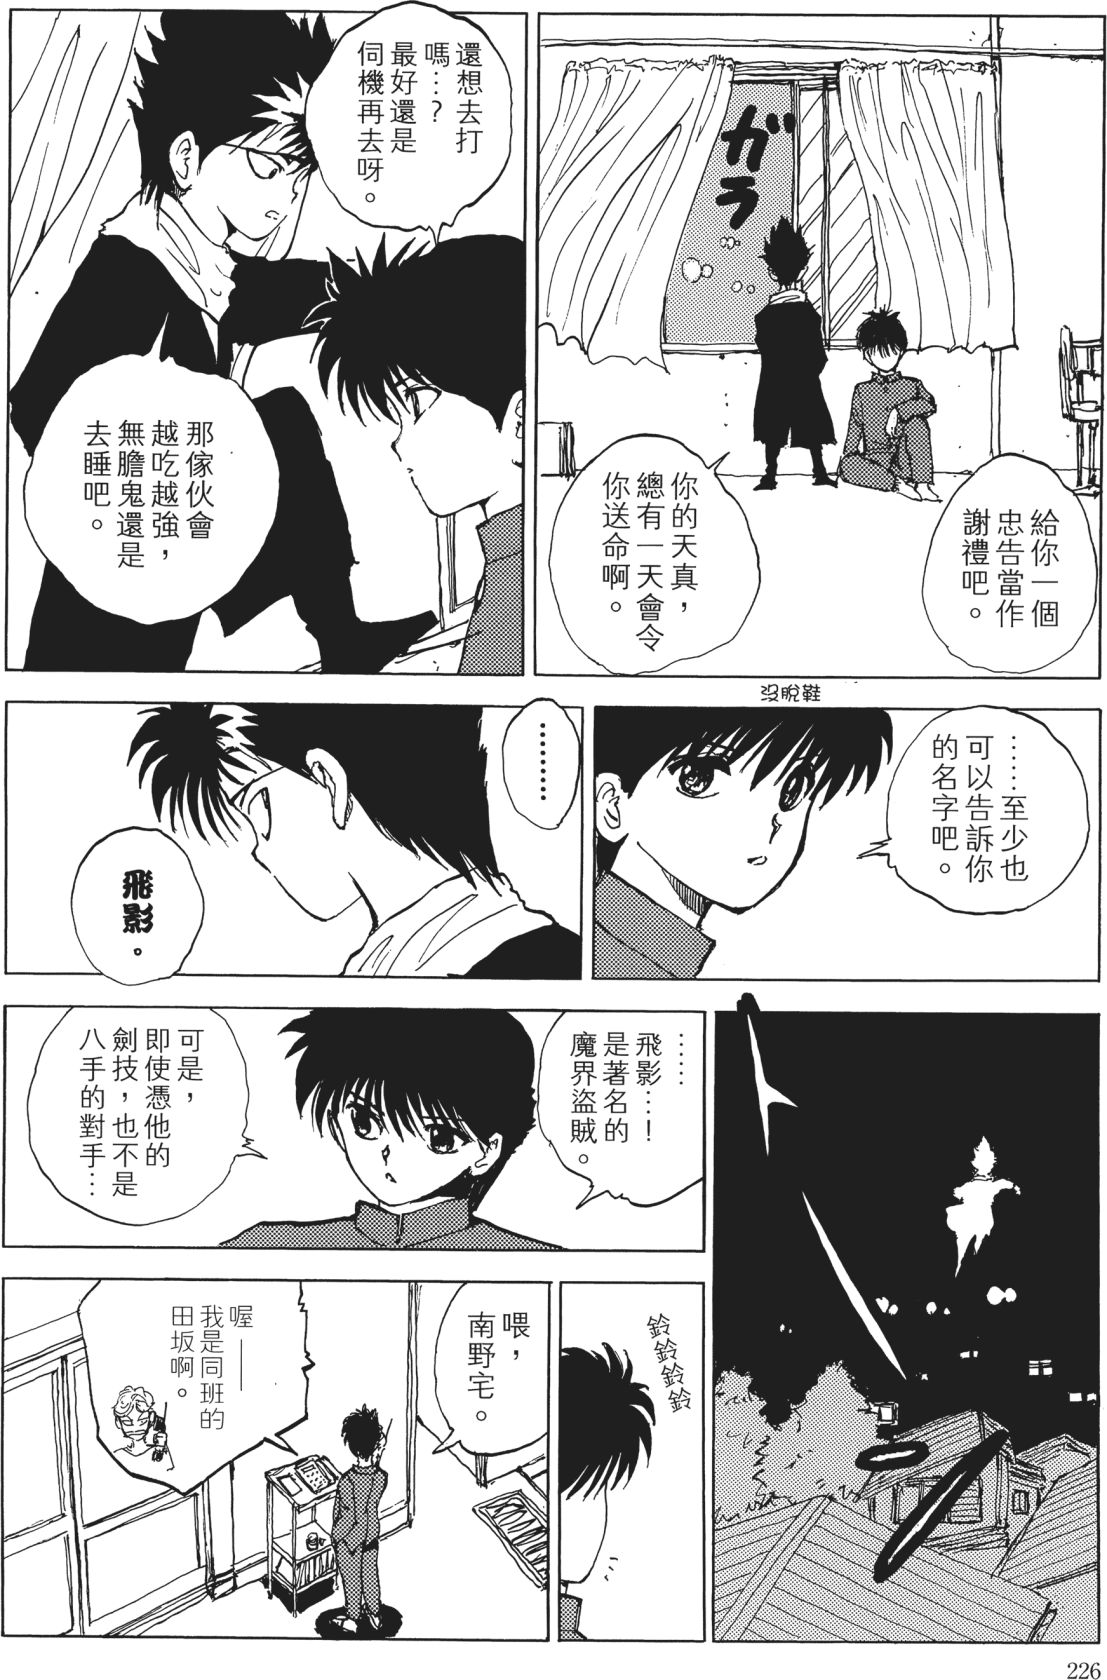 給你一個
忠告當作
謝禮吧。
ガラ
你的天真，
總有一天會令
你送命啊。
還想去打
嗎…？
最好還是
伺機再去呀。
那傢伙會
越吃越強，
無膽鬼還是
去睡吧。
沒脫鞋
……至少也
可以告訴你
的名字吧。
………
飛影。
……
飛影…！
是著名的
魔界盜賊。
可是，
即使憑他的
劍技，也不是
八手的對手…
鈴鈴鈴鈴
喂，
南野宅。
喔——
我是同班的
田坂啊。
226